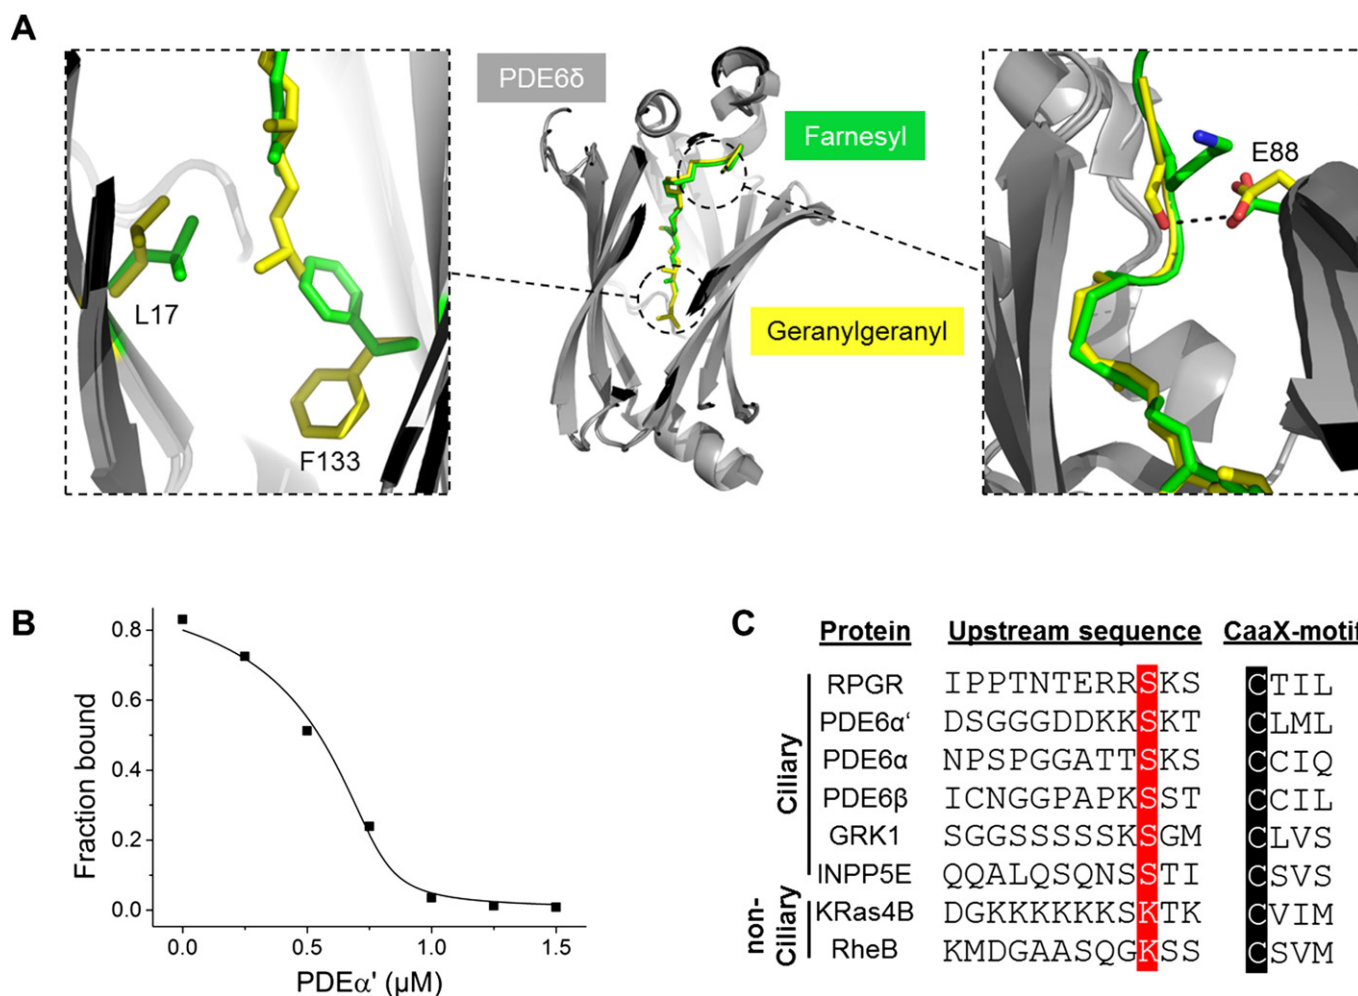 A
PDE6δ
Farnesyl
Geranylgeranyl
L17
F133
E88
B
Fraction bound
0.8
0.6
0.4
0.2
0.0
0.0 0.5 1.0 1.5
PDEα' (µM)
C
Protein Upstream sequence CaaX-motif
Ciliary
RPGR IPPTNTERRSKS CTIL
PDE6α‘ DSGGGDDKKSKT CLML
PDE6α NPSPGGATTSKS CCIQ
PDE6β ICNGGPAPKSST CCIL
GRK1 SGGSSSSSKSGM CLVS
INPP5E QQALQSQNSSTI CSVS
non-
Ciliary
KRas4B DGKKKKKKSKTK CVIM
RheB KMDGAASQGKSS CSVM